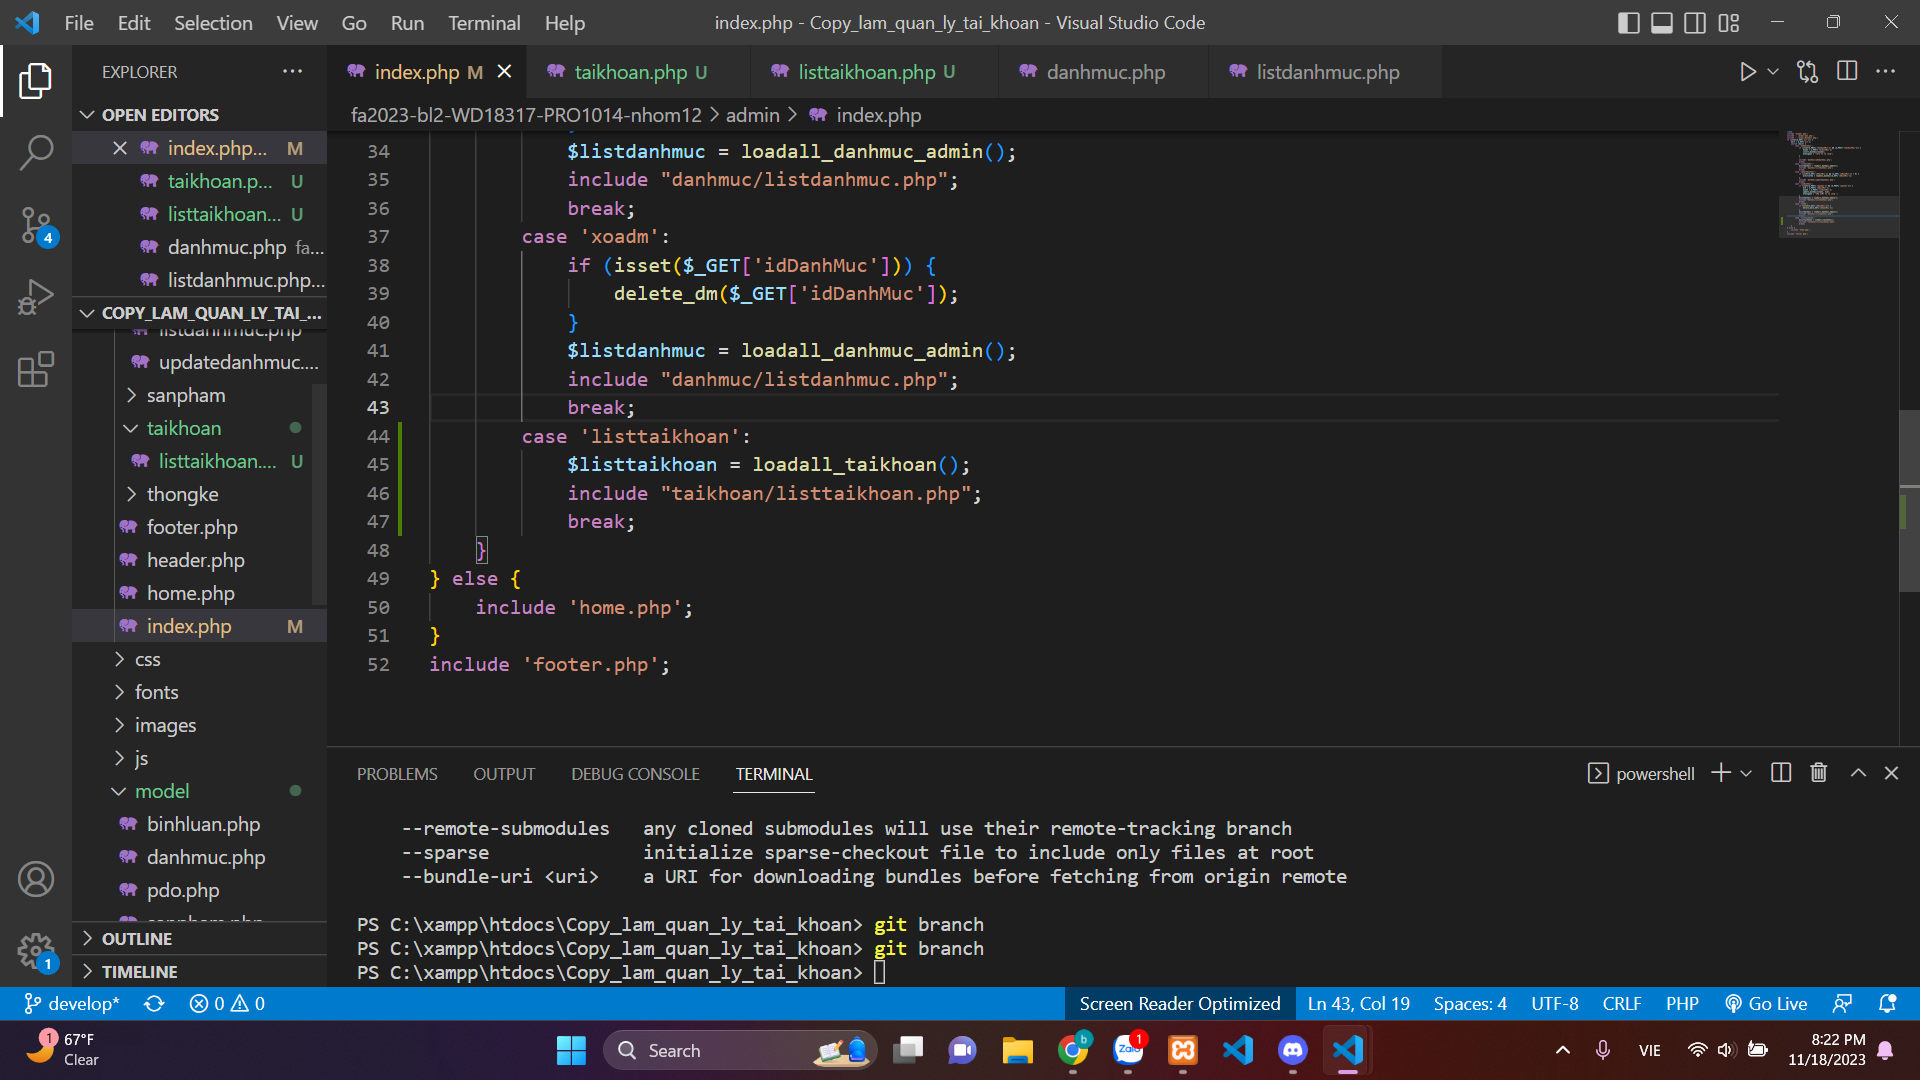 File Edit Selection View Go Run Terminal Help
index.php - Copy_lam_quan_ly_tai_khoan - Visual Studio Code
EXPLORER
index.php M
taikhoan.php U
listtaikhoan.php U
danhmuc.php
listdanhmuc.php
OPEN EDITORS
index.php... M
taikhoan.p... U
listtaikhoan... U
danhmuc.php fa...
listdanhmuc.php...
COPY_LAM_QUAN_LY_TAI_...
listdanhmuc.php
updatedanhmuc....
sanpham
taikhoan
listtaikhoan.... U
thongke
footer.php
header.php
home.php
index.php M
css
fonts
images
js
model
binhluan.php
danhmuc.php
pdo.php
sanpham.php
OUTLINE
TIMELINE
4
1
fa2023-bl2-WD18317-PRO1014-nhom12 > admin > index.php
34 $listdanhmuc = loadall_danhmuc_admin();
35 include "danhmuc/listdanhmuc.php";
36 break;
37 case 'xoadm':
38 if (isset($_GET['idDanhMuc'])) {
39 delete_dm($_GET['idDanhMuc']);
40 }
41 $listdanhmuc = loadall_danhmuc_admin();
42 include "danhmuc/listdanhmuc.php";
43 break;
44 case 'listtaikhoan':
45 $listtaikhoan = loadall_taikhoan();
46 include "taikhoan/listtaikhoan.php";
47 break;
48 }
49 } else {
50 include 'home.php';
51 }
52 include 'footer.php';
PROBLEMS OUTPUT DEBUG CONSOLE TERMINAL
powershell
--remote-submodules any cloned submodules will use their remote-tracking branch
--sparse initialize sparse-checkout file to include only files at root
--bundle-uri <uri> a URI for downloading bundles before fetching from origin remote
PS C:\xampp\htdocs\Copy_lam_quan_ly_tai_khoan> git branch
PS C:\xampp\htdocs\Copy_lam_quan_ly_tai_khoan> git branch
PS C:\xampp\htdocs\Copy_lam_quan_ly_tai_khoan>
develop* 0 0
Screen Reader Optimized Ln 43, Col 19 Spaces: 4 UTF-8 CRLF PHP Go Live
1
67°F
Clear
Search
b
Zalo
1
VIE
8:22 PM
11/18/2023